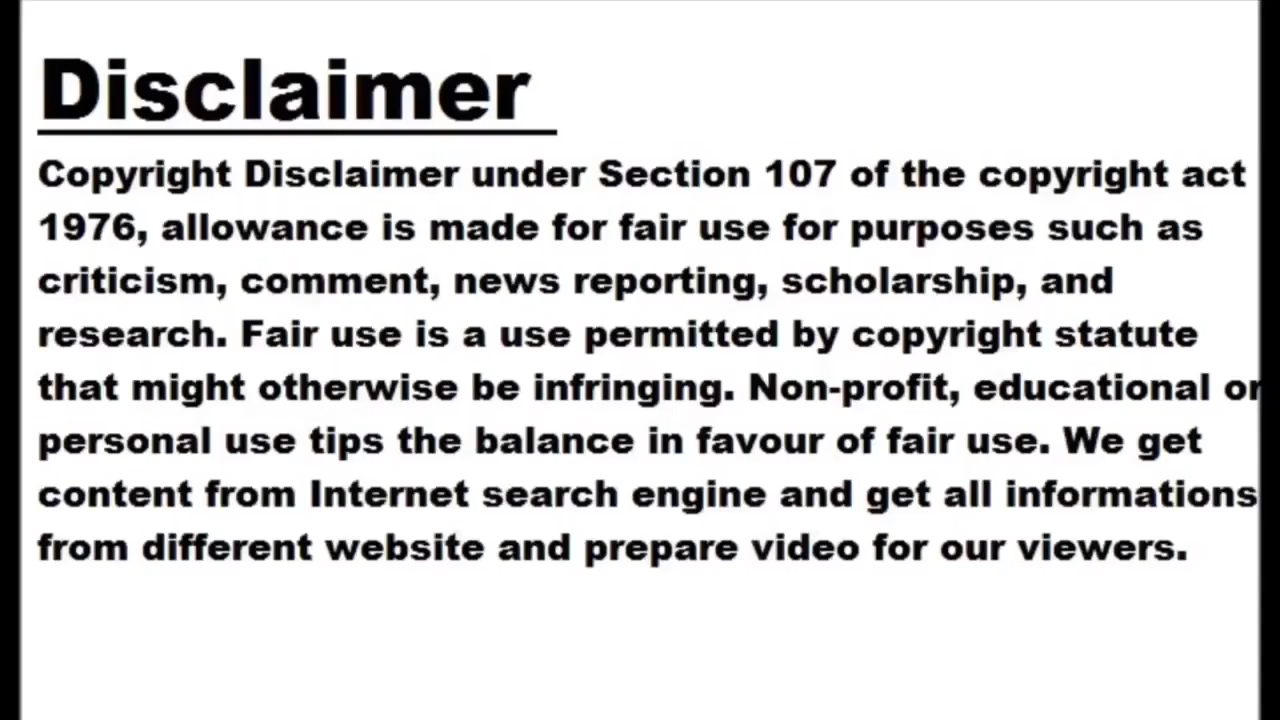 Disclaimer
Copyright Disclaimer under Section 107 of the copyright act
1976, allowance is made for fair use for purposes such as
criticism, comment, news reporting, scholarship, and
research. Fair use is a use permitted by copyright statute
that might otherwise be infringing. Non-profit, educational or
personal use tips the balance in favour of fair use. We get
content from Internet search engine and get all informations
from different website and prepare video for our viewers.